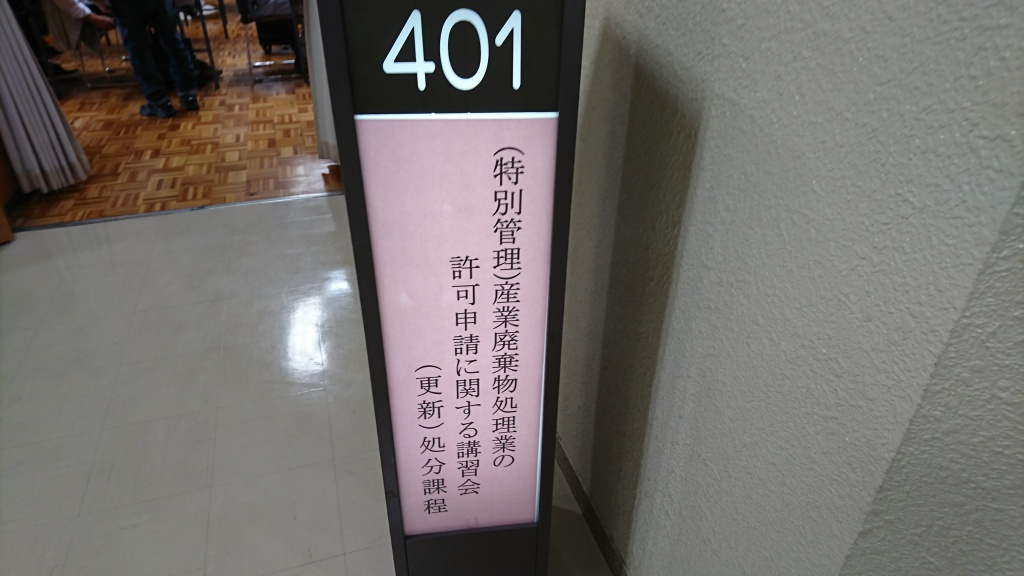 401
(特別管理)産業廃棄物処理業の
許可申請に関する講習会
(更新)処分課程